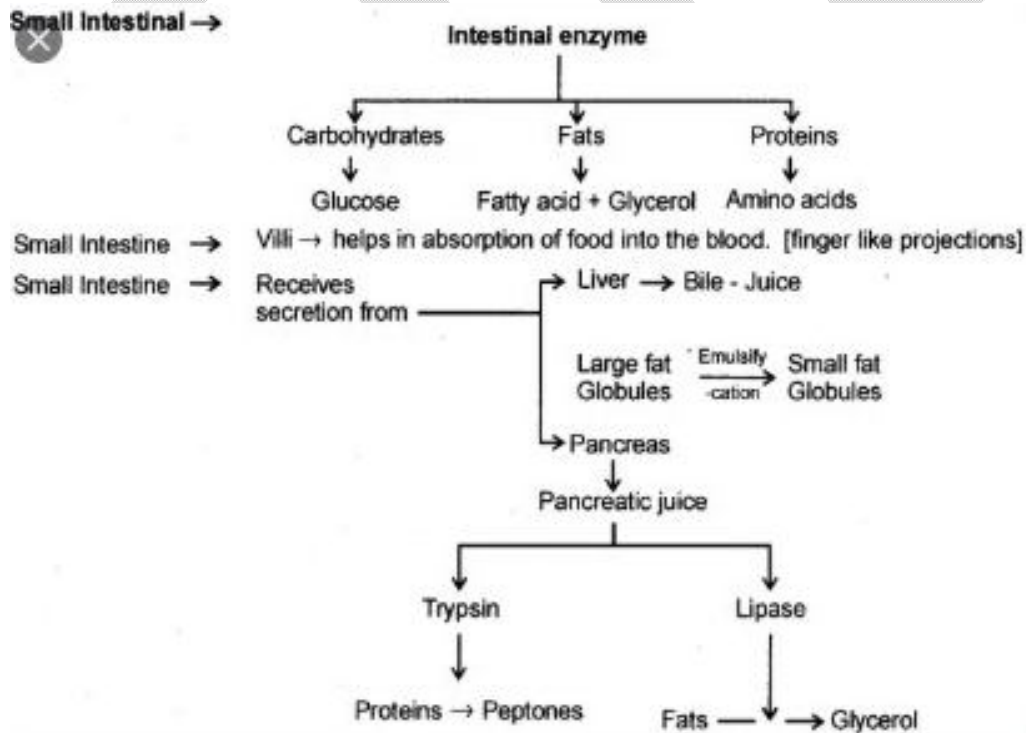 Small Intestinal →
Intestinal enzyme
Carbohydrates Fats Proteins
Glucose Fatty acid + Glycerol Amino acids
Small Intestine → Villi → helps in absorption of food into the blood. [finger like projections]
Small Intestine → Receives
secretion from
Liver → Bile - Juice
Large fat
Globules
Emulsify
-cation
Small fat
Globules
Pancreas
Pancreatic juice
Trypsin Lipase
Proteins → Peptones
Fats → Glycerol